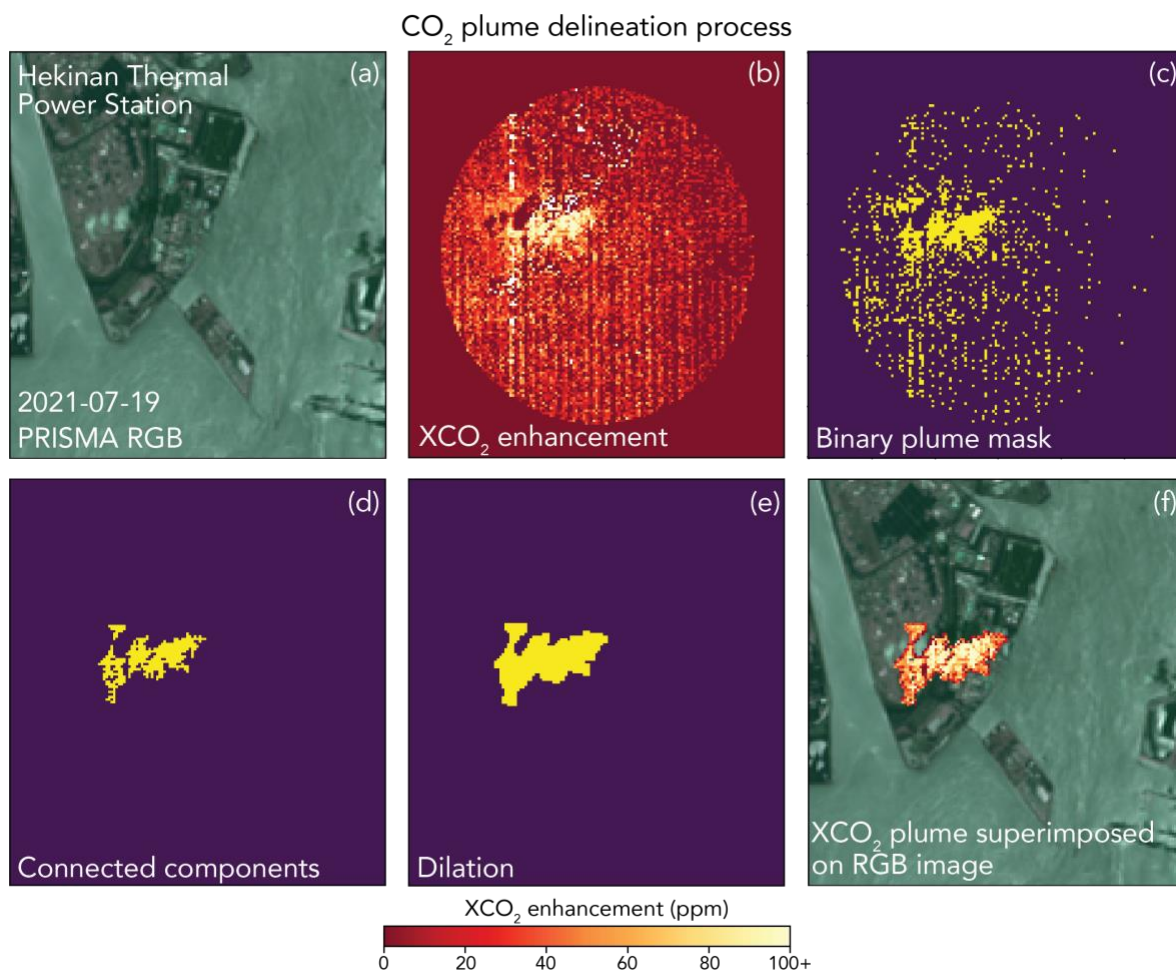 CO₂ plume delineation process
Hekinan Thermal
Power Station
(a)
2021-07-19
PRISMA RGB
(b)
XCO₂ enhancement
(c)
Binary plume mask
(d)
Connected components
(e)
Dilation
(f)
XCO₂ plume superimposed
on RGB image
XCO₂ enhancement (ppm)
0 20 40 60 80 100+